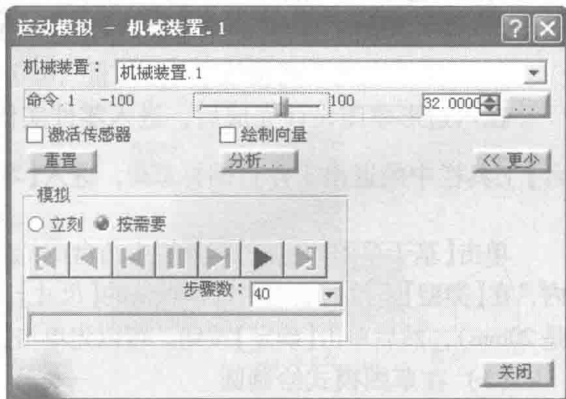 运动模拟 - 机械装置.1
机械装置： 机械装置.1
命令.1 -100 100 32.0000 ...
激活传感器 绘制向量
重置 分析... << 更少
模拟
立刻 按需要
步骤数： 40
关闭